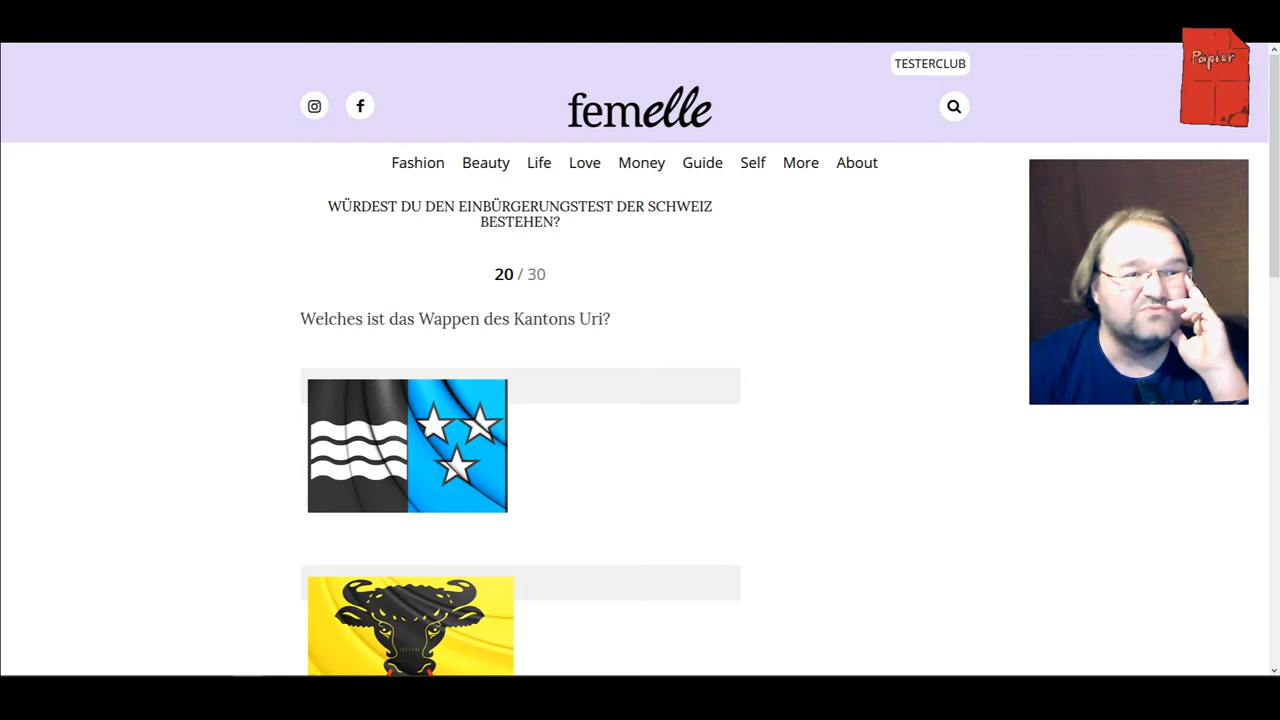 Papier
TESTERCLUB
femelle
Fashion Beauty Life Love Money Guide Self More About
WÜRDEST DU DEN EINBÜRGERUNGSTEST DER SCHWEIZ
BESTEHEN?
20 / 30
Welches ist das Wappen des Kantons Uri?